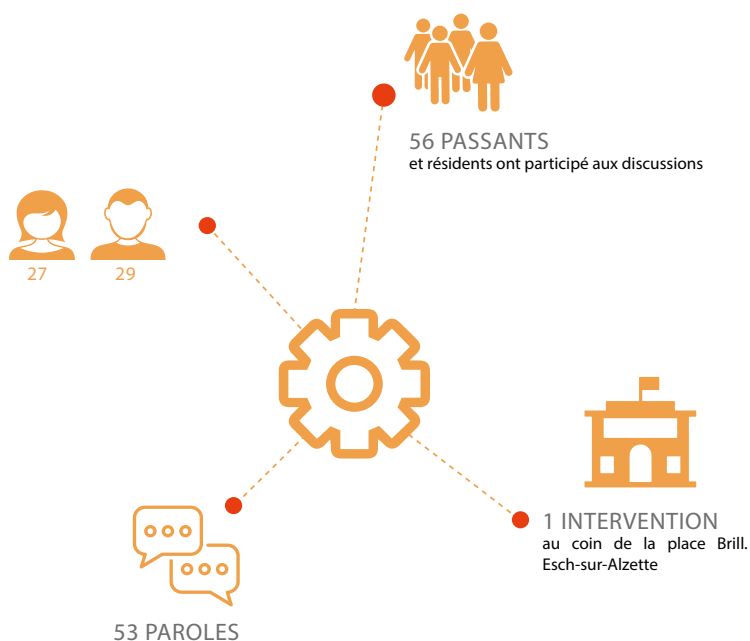 56 PASSANTS
et résidents ont participé aux discussions
27
29
1 INTERVENTION
au coin de la place Brill.
Esch-sur-Alzette
53 PAROLES